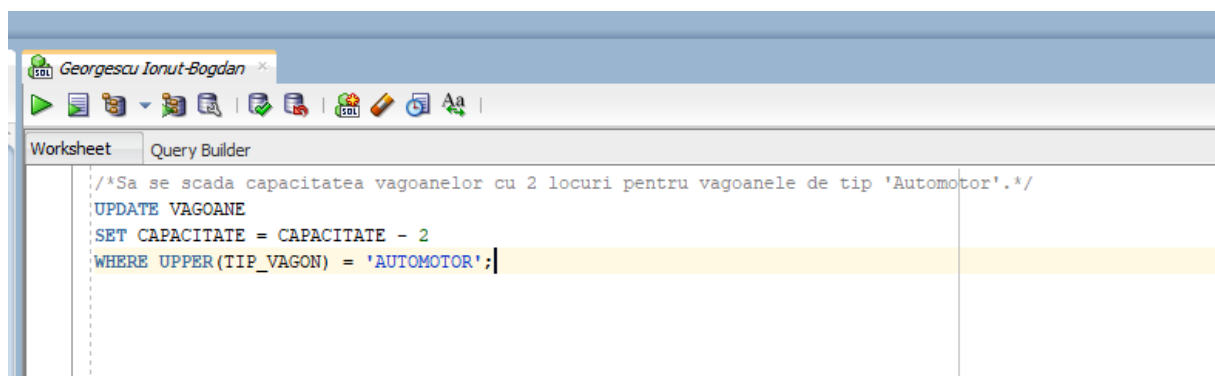 Georgescu Ionut-Bogdan
Worksheet Query Builder
/*Sa se scada capacitatea vagoanelor cu 2 locuri pentru vagoanele de tip 'Automotor'.*/
UPDATE VAGOANE
SET CAPACITATE = CAPACITATE - 2
WHERE UPPER(TIP_VAGON) = 'AUTOMOTOR';